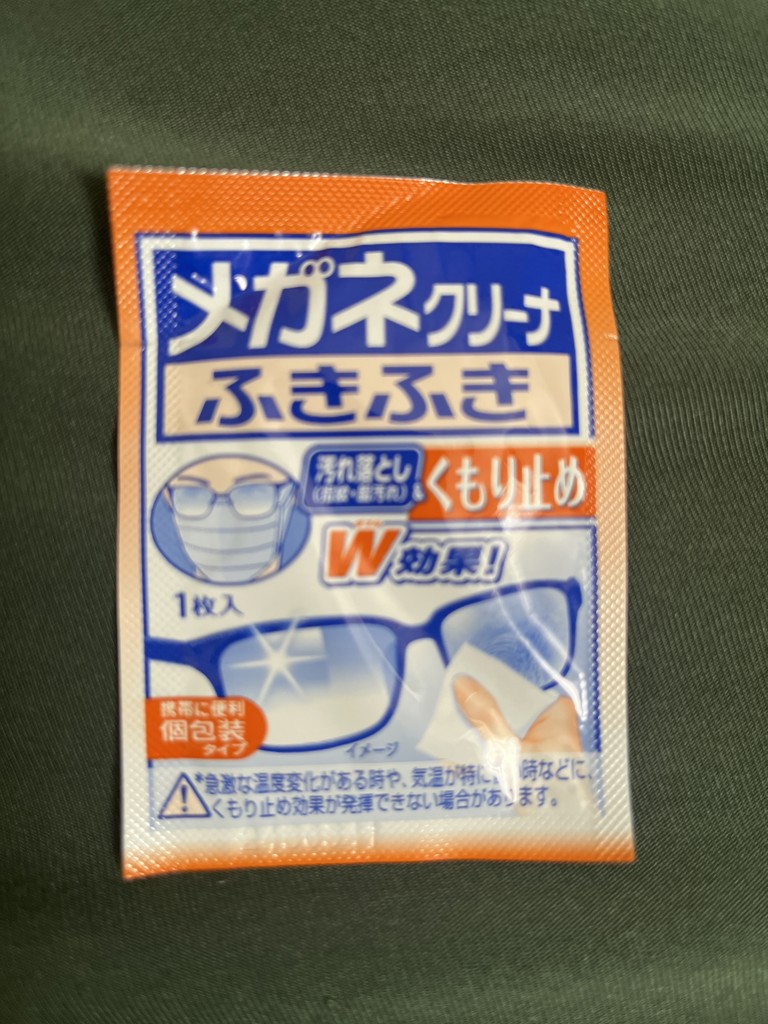 メガネクリーナ
ふきふき
汚れ落とし
(指紋・脂汚れ)
&
くもり止め
W効果!
1枚入
携帯に便利
個包装
タイプ
イメージ
*急激な温度変化がある時や、気温が特に 時などに、
くもり止め効果が発揮できない場合があります。